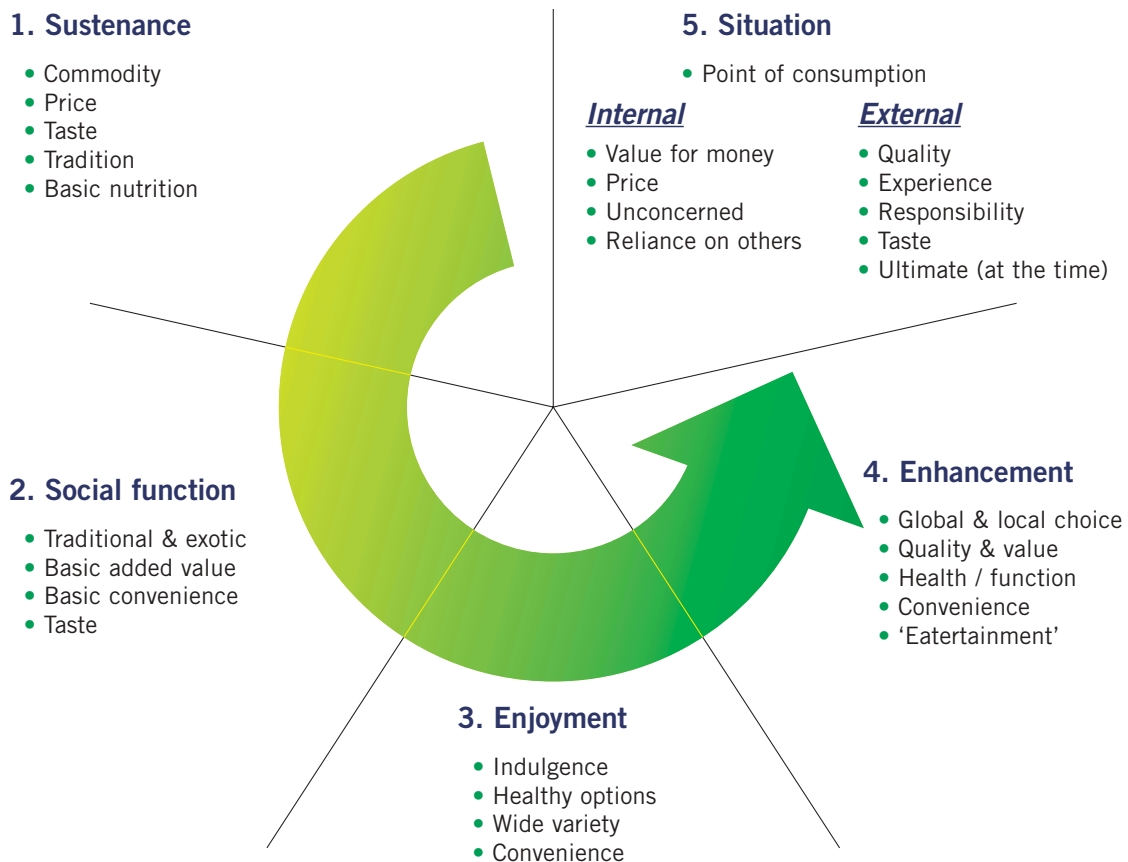 1. Sustenance
• Commodity
• Price
• Taste
• Tradition
• Basic nutrition
2. Social function
• Traditional & exotic
• Basic added value
• Basic convenience
• Taste
3. Enjoyment
• Indulgence
• Healthy options
• Wide variety
• Convenience
4. Enhancement
• Global & local choice
• Quality & value
• Health / function
• Convenience
• ‘Eatertainment’
5. Situation
• Point of consumption
Internal
• Value for money
• Price
• Unconcerned
• Reliance on others
External
• Quality
• Experience
• Responsibility
• Taste
• Ultimate (at the time)